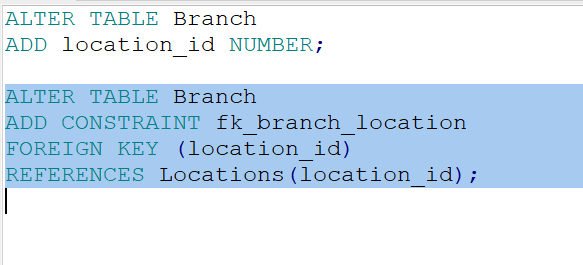 ALTER TABLE Branch
ADD location_id NUMBER;
ALTER TABLE Branch
ADD CONSTRAINT fk_branch_location
FOREIGN KEY (location_id)
REFERENCES Locations(location_id);